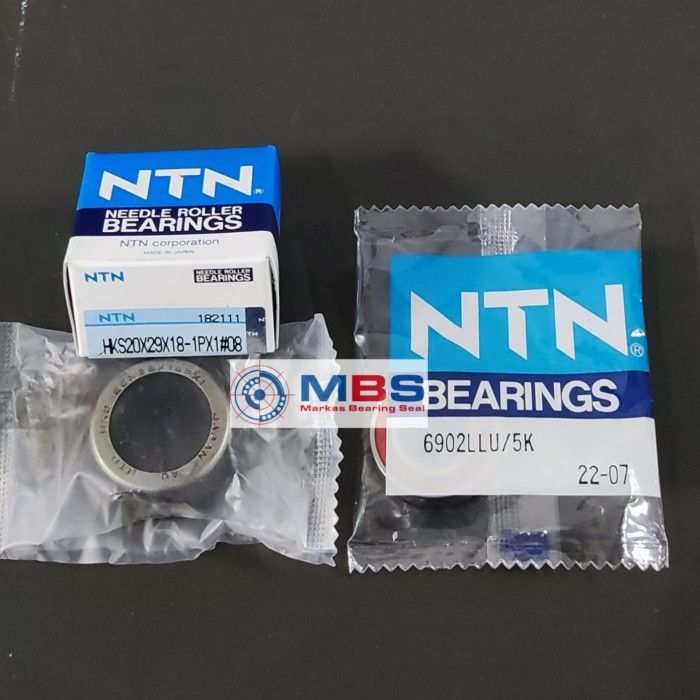 NTN
NEEDLE ROLLER
BEARINGS
NTN corporation
MADE IN JAPAN
NTN
NEEDLE ROLLER
BEARINGS
NTN 182111
HKS20X29X18-1PX1#08
JAPAN
NTN
BEARINGS
6902LLU/5K
22-07
MBS
Markas Bearing Seal